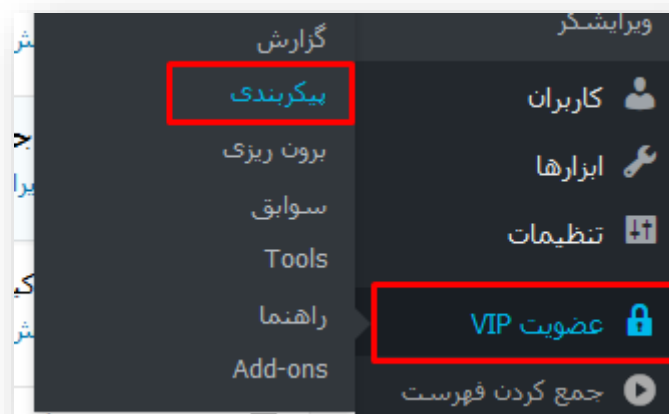 ویرایشگر
کاربران
ابزارها
تنظیمات
عضویت VIP
جمع کردن فهرست
گزارش
پیکربندی
برون ریزی
سوابق
Tools
راهنما
Add-ons